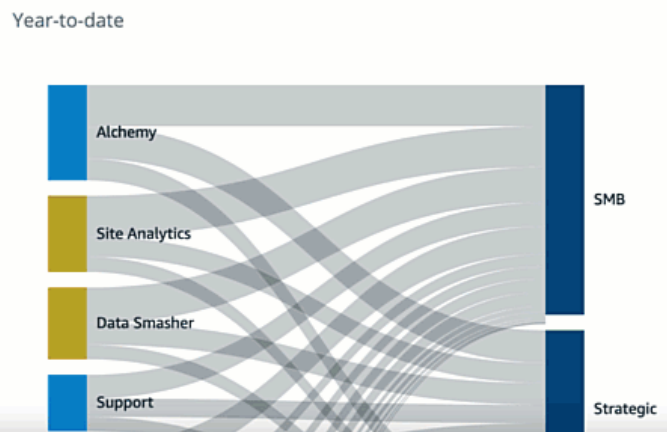 Year-to-date
Alchemy
SMB
Site Analytics
Data Smasher
Support
Strategic